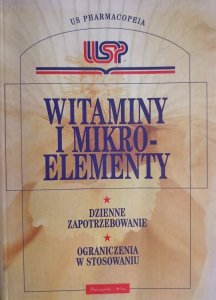 US PHARMACOPEIA
USP
WITAMINY
I MIKRO-
ELEMENTY
DZIENNE
ZAPOTRZEBOWANIE
OGRANICZENIA
W STOSOWANIU